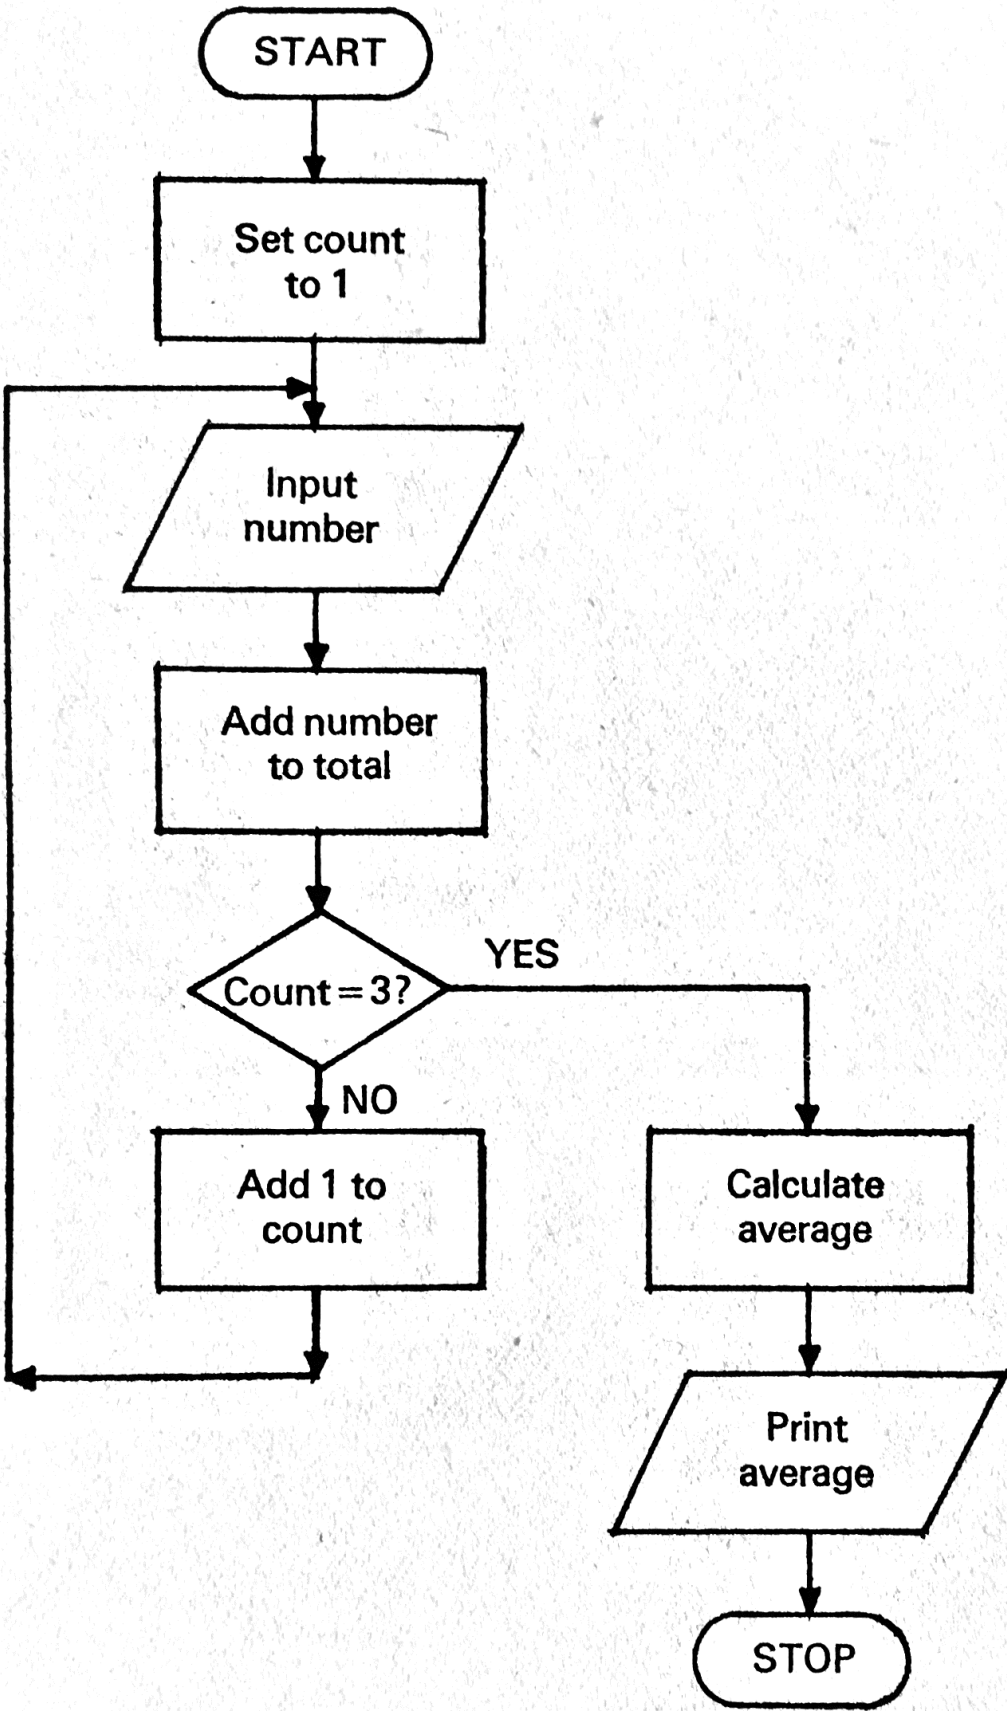 START
Set count
to 1
Input
number
Add number
to total
Count = 3?
YES
NO
Add 1 to
count
Calculate
average
Print
average
STOP